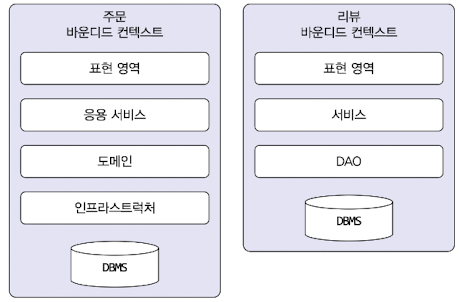 주문
바운디드 컨텍스트
표현 영역
응용 서비스
도메인
인프라스트럭처
DBMS
리뷰
바운디드 컨텍스트
표현 영역
서비스
DAO
DBMS